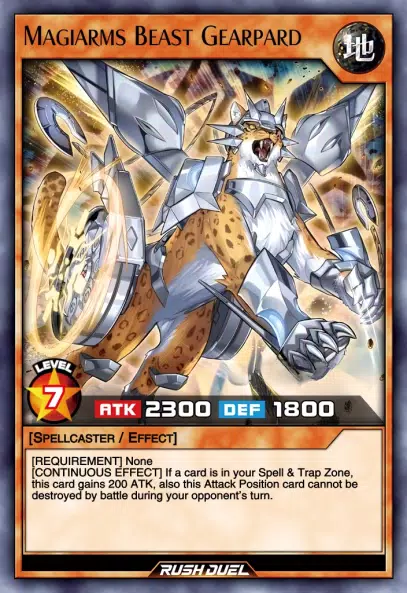 Magiarms Beast Gearpard
地
LEVEL
7
ATK 2300 DEF 1800
[Spellcaster / Effect]
[REQUIREMENT] None
[CONTINUOUS EFFECT] If a card is in your Spell & Trap Zone,
this card gains 200 ATK, also this Attack Position card cannot be
destroyed by battle during your opponent's turn.
RUSH DUEL